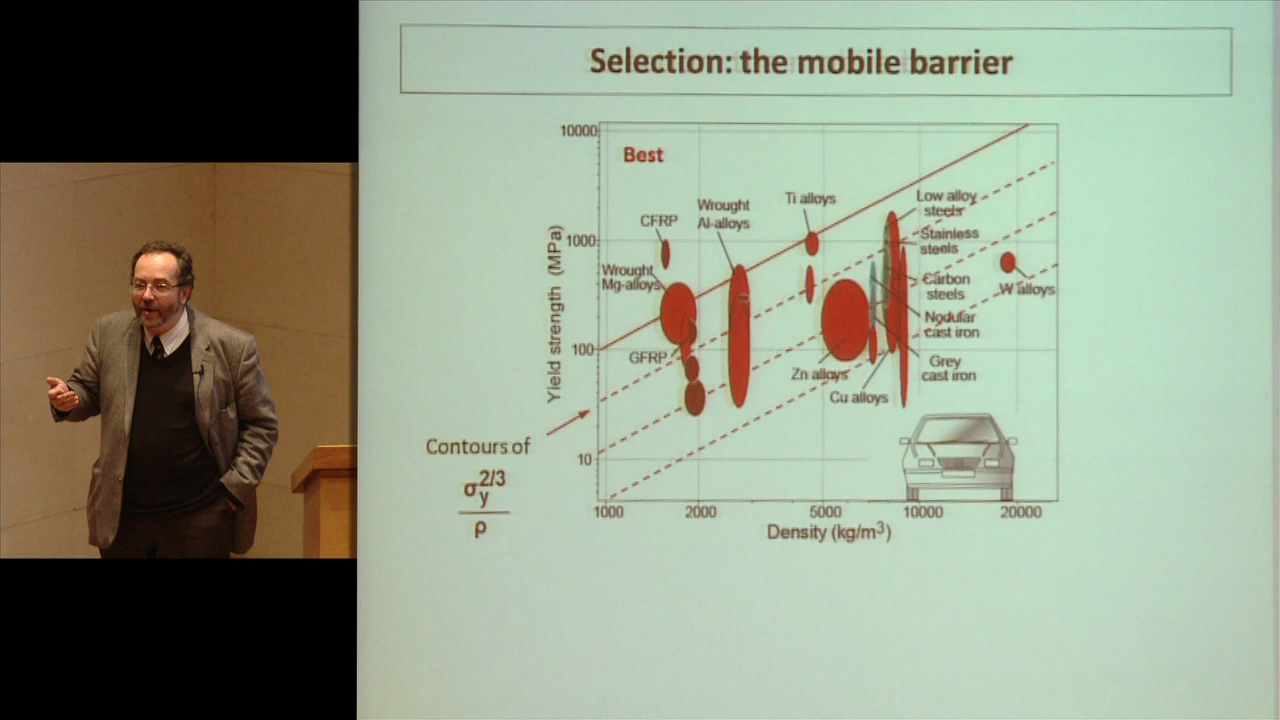 Selection: the mobile barrier
10000
Best
Ti alloys
Low alloy
steels
Wrought
Al-alloys
CFRP
Stainless
steels
1000
Yield strength (MPa)
Wrought
Mg-alloys
Carbon
steels
W alloys
Nodular
cast iron
100
GFRP
Zn alloys
Grey
cast iron
Cu alloys
Contours of
σy^2/3
ρ
10
1000
2000
5000
10000
20000
Density (kg/m³)